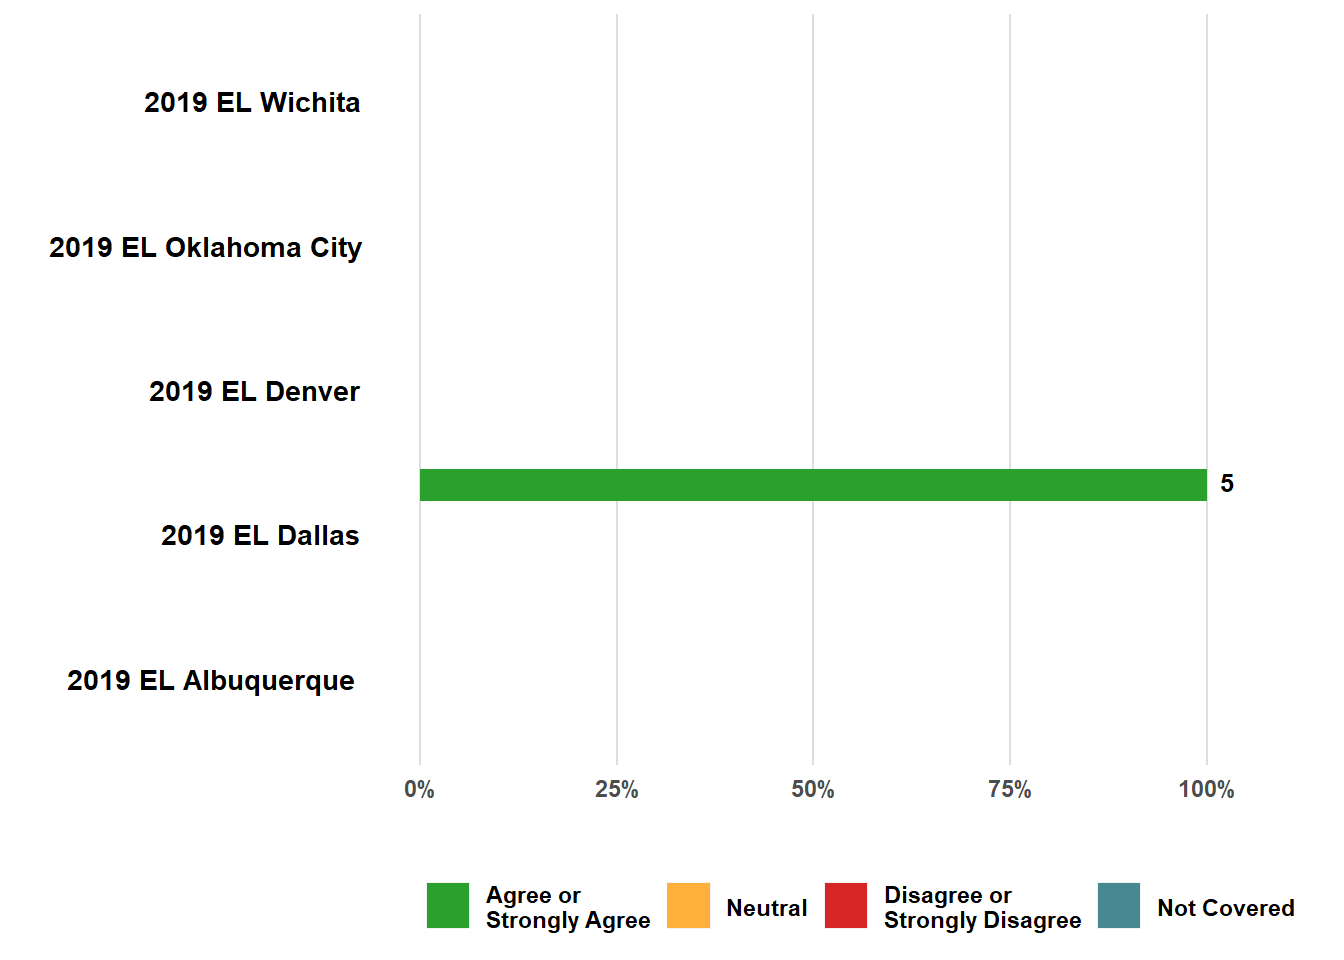 2019 EL Wichita
2019 EL Oklahoma City
2019 EL Denver
5
2019 EL Dallas
2019 EL Albuquerque
0% 25% 50% 75% 100%
Agree or
Strongly Agree
Neutral
Disagree or
Strongly Disagree
Not Covered